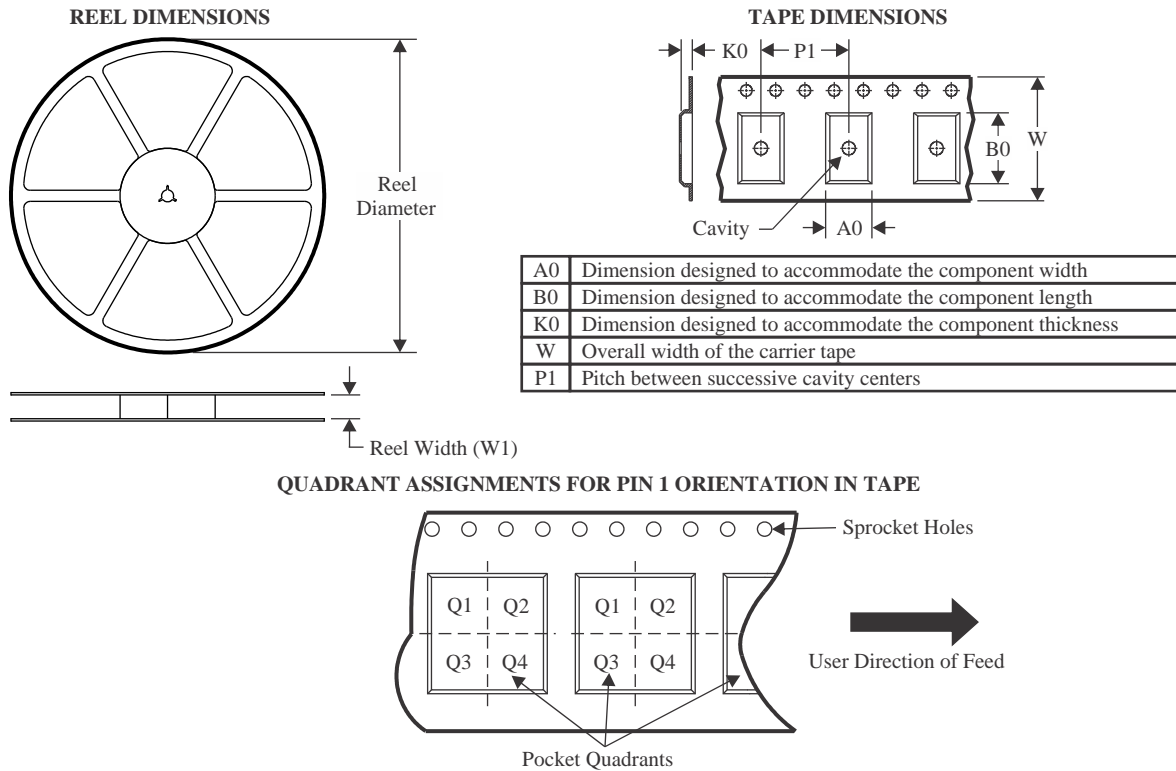 REEL DIMENSIONS
Reel
Diameter
Reel Width (W1)
TAPE DIMENSIONS
K0
P1
W
B0
A0
Cavity
A0 Dimension designed to accommodate the component width
B0 Dimension designed to accommodate the component length
K0 Dimension designed to accommodate the component thickness
W Overall width of the carrier tape
P1 Pitch between successive cavity centers
QUADRANT ASSIGNMENTS FOR PIN 1 ORIENTATION IN TAPE
Sprocket Holes
Q1 Q2 Q1 Q2
Q3 Q4 Q3 Q4
User Direction of Feed
Pocket Quadrants